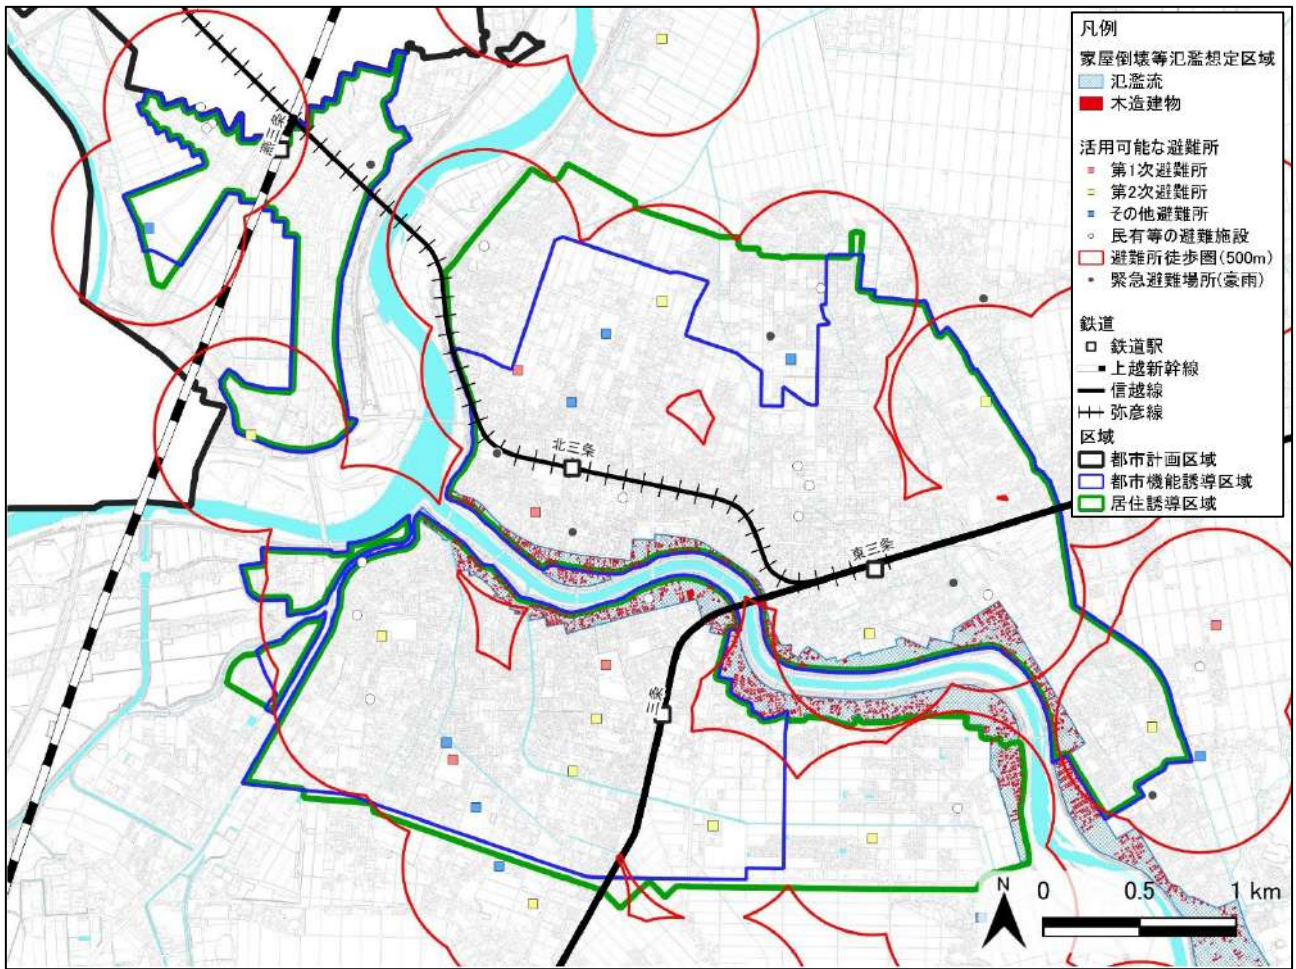 凡例
家屋倒壊等氾濫想定区域
氾濫流
木造建物
活用可能な避難所
第1次避難所
第2次避難所
その他避難所
民有等の避難施設
避難所徒歩圏(500m)
緊急避難場所(豪雨)
鉄道
鉄道駅
上越新幹線
信越線
弥彦線
区域
都市計画区域
都市機能誘導区域
居住誘導区域
燕三条
北三条
東三条
三条
N
0 0.5 1 km